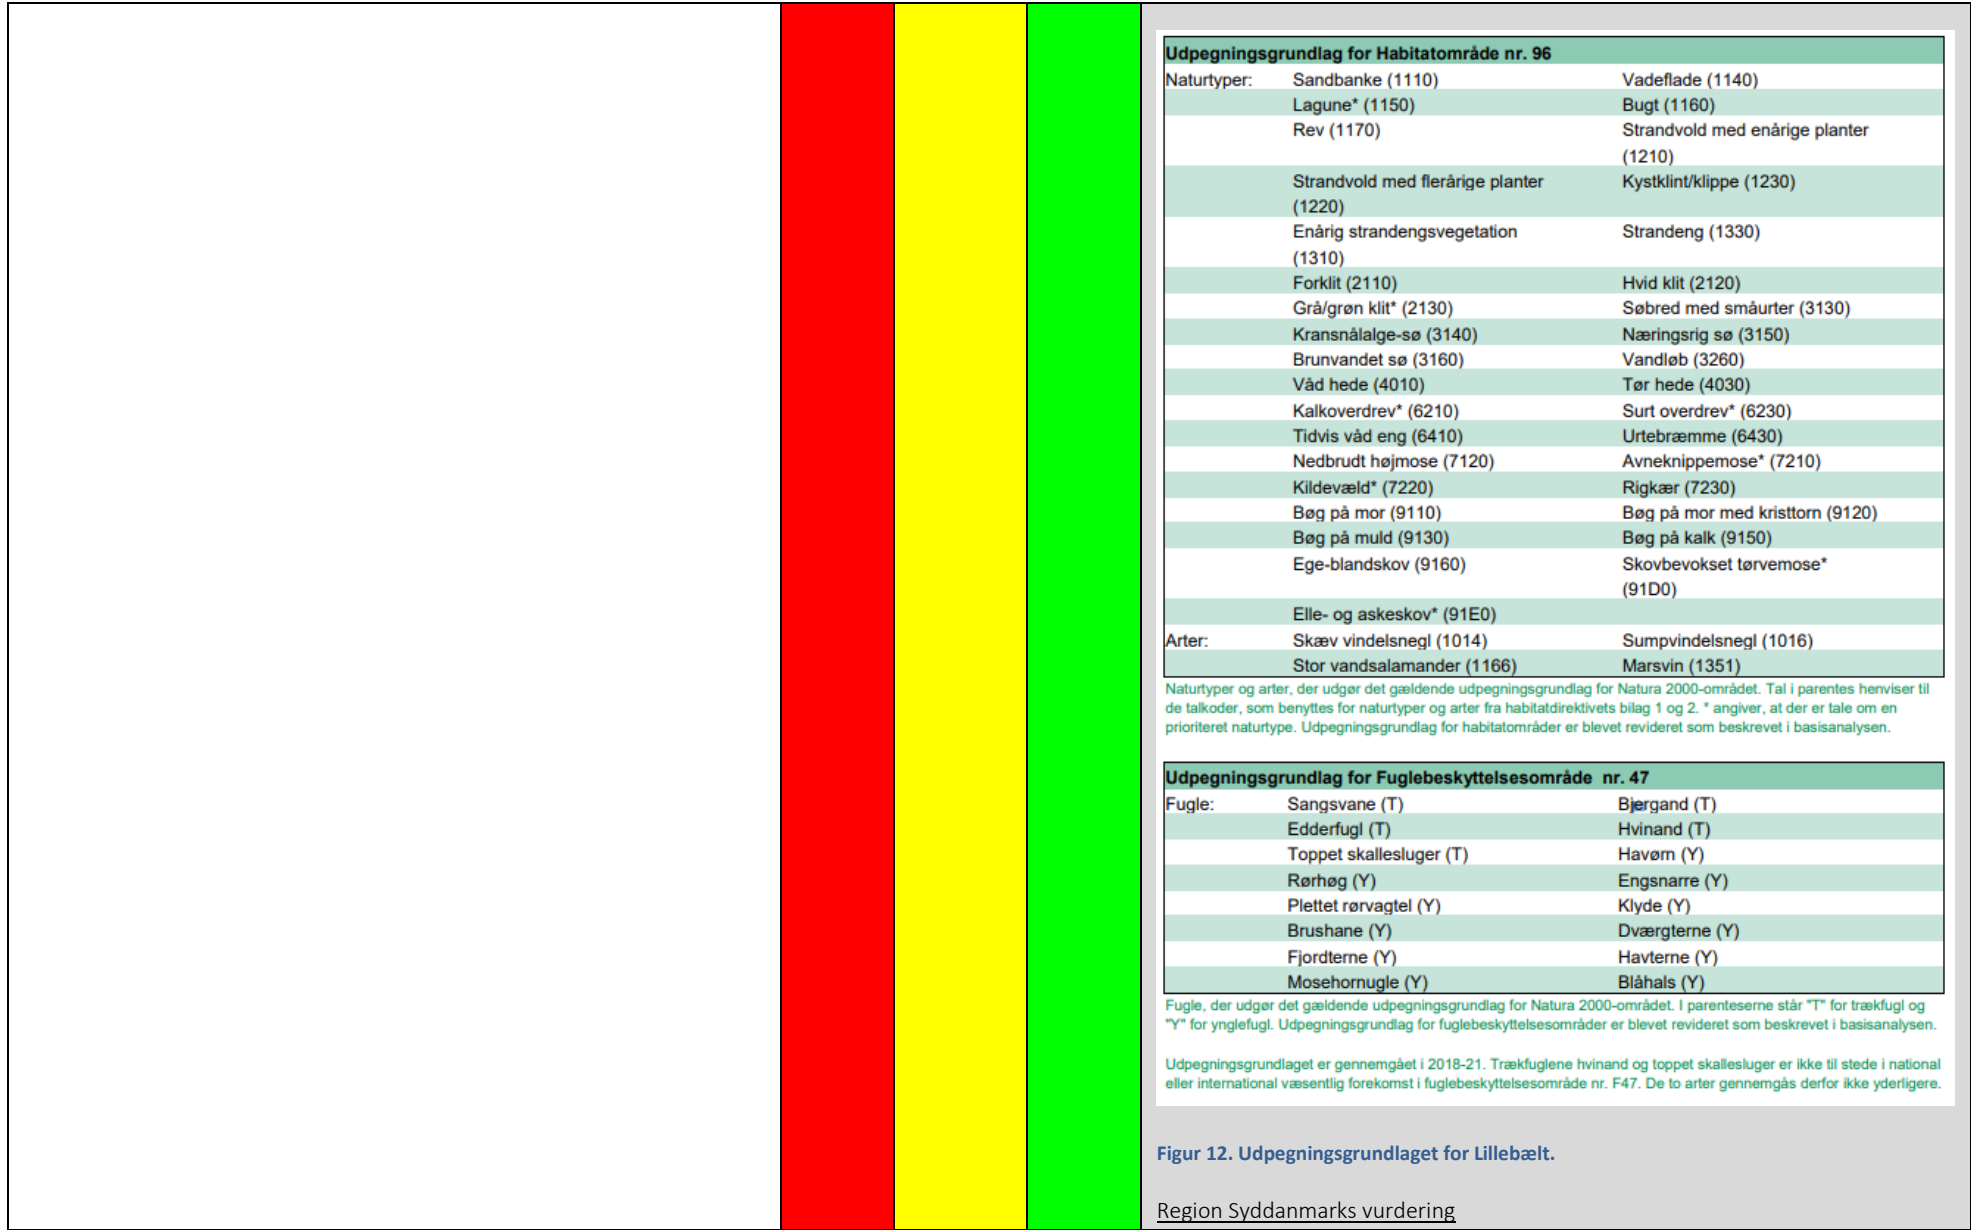 Udpegningsgrundlag for Habitatområde nr. 96
Naturtyper: Sandbanke (1110) Vadeflade (1140)
Lagune* (1150) Bugt (1160)
Rev (1170) Strandvold med enårige planter
(1210)
Strandvold med flerårige planter Kystklint/klippe (1230)
(1220)
Enårig strandengsvegetation Strandeng (1330)
(1310)
Forklit (2110) Hvid klit (2120)
Grå/grøn klit* (2130) Søbred med småurter (3130)
Kransnålalge-sø (3140) Næringsrig sø (3150)
Brunvandet sø (3160) Vandløb (3260)
Våd hede (4010) Tør hede (4030)
Kalkoverdrev* (6210) Surt overdrev* (6230)
Tidvis våd eng (6410) Urtebræmme (6430)
Nedbrudt højmose (7120) Avneknippemose* (7210)
Kildevæld* (7220) Rigkær (7230)
Bøg på mor (9110) Bøg på mor med kristtorn (9120)
Bøg på muld (9130) Bøg på kalk (9150)
Ege-blandskov (9160) Skovbevokset tørvemose*
(91D0)
Elle- og askeskov* (91E0)
Arter: Skæv vindelsnegl (1014) Sumpvindelsnegl (1016)
Stor vandsalamander (1166) Marsvin (1351)
Naturtyper og arter, der udgør det gældende udpegningsgrundlag for Natura 2000-området. Tal i parentes henviser til
de talkoder, som benyttes for naturtyper og arter fra habitatdirektivets bilag 1 og 2. * angiver, at der er tale om en
prioriteret naturtype. Udpegningsgrundlag for habitatområder er blevet revideret som beskrevet i basisanalysen.
Udpegningsgrundlag for Fuglebeskyttelsesområde nr. 47
Fugle: Sangsvane (T) Bjergand (T)
Edderfugl (T) Hvinand (T)
Toppet skallesluger (T) Havørn (Y)
Rørhøg (Y) Engsnarre (Y)
Plettet rørvagtel (Y) Klyde (Y)
Brushane (Y) Dværgterne (Y)
Fjordterne (Y) Havterne (Y)
Mosehornugle (Y) Blåhals (Y)
Fugle, der udgør det gældende udpegningsgrundlag for Natura 2000-området. I parenteserne står "T" for trækfugl og
"Y" for ynglefugl. Udpegningsgrundlag for fuglebeskyttelsesområder er blevet revideret som beskrevet i basisanalysen.
Udpegningsgrundlaget er gennemgået i 2018-21. Trækfuglene hvinand og toppet skallesluger er ikke til stede i national
eller international væsentlig forekomst i fuglebeskyttelsesområde nr. F47. De to arter gennemgås derfor ikke yderligere.
Figur 12. Udpegningsgrundlaget for Lillebælt.
Region Syddanmarks vurdering